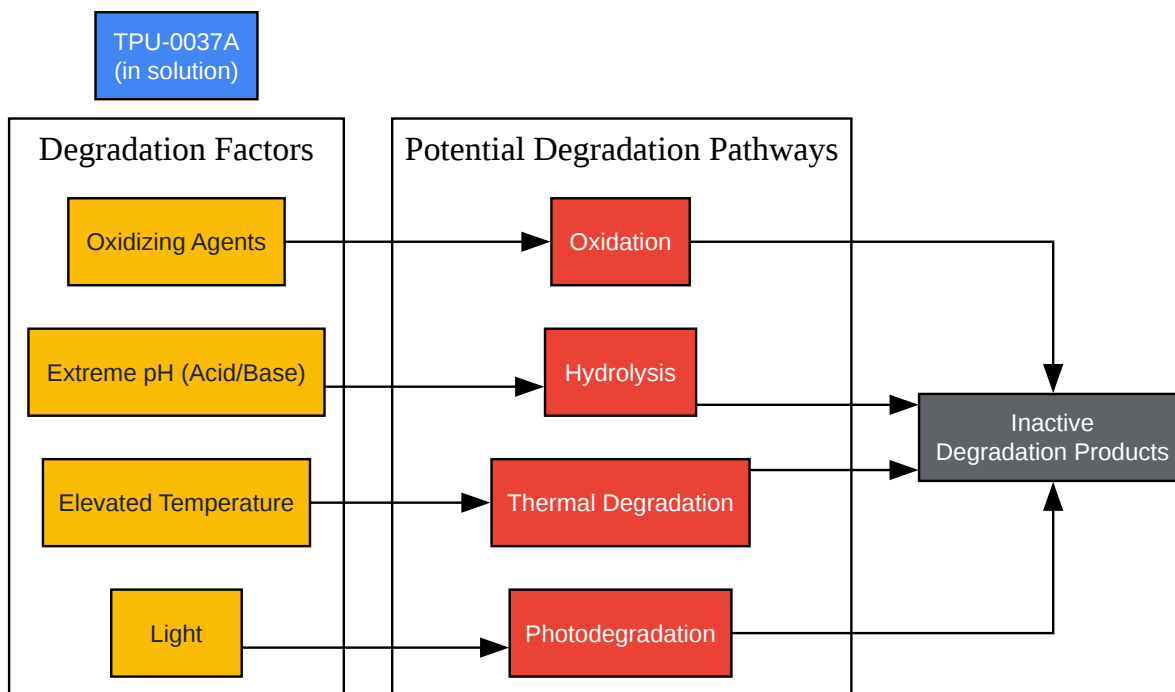 TPU-0037A
(in solution)
Degradation Factors
Potential Degradation Pathways
Oxidizing Agents
Oxidation
Extreme pH (Acid/Base)
Hydrolysis
Inactive
Degradation Products
Elevated Temperature
Thermal Degradation
Light
Photodegradation